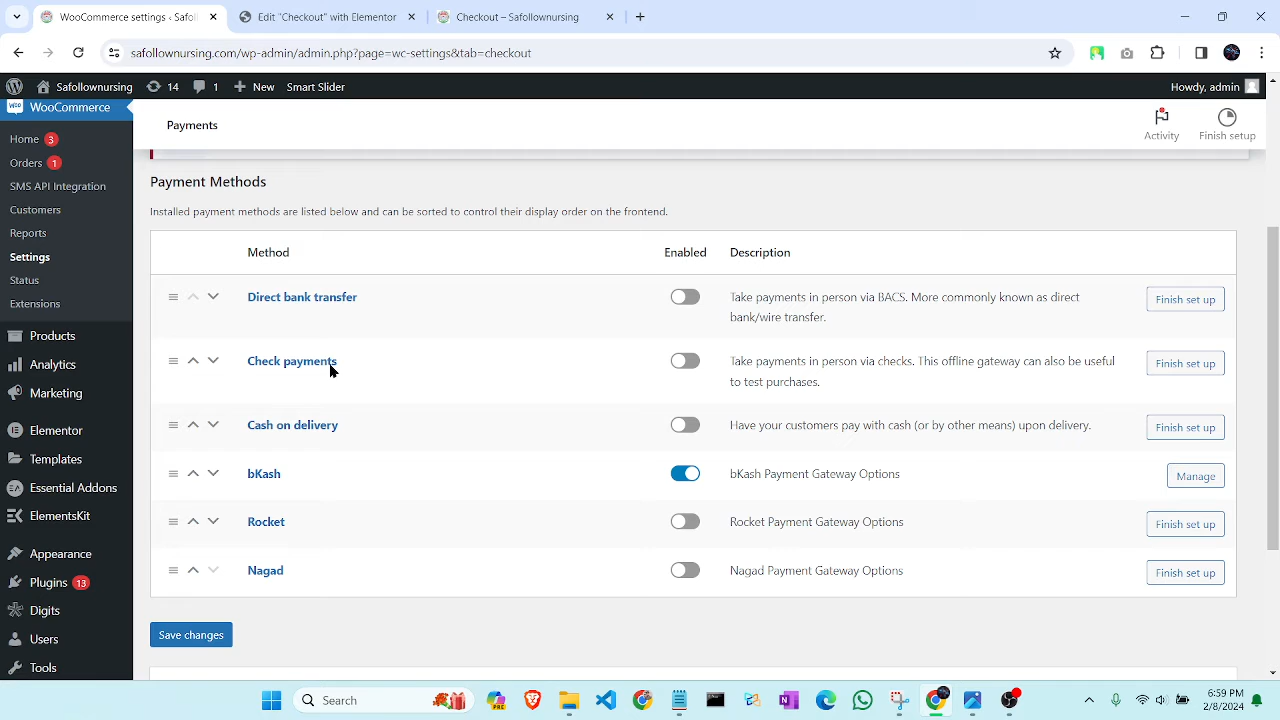 WooCommerce settings ‹ Safoll
Edit "Checkout" with Elementor
Checkout – Safollownursing
safollownursing.com/wp-admin/admin.php?page=wc-settings&tab=checkout
Safollownursing
14
1
New
Smart Slider
Howdy, admin
WooCommerce
Payments
Activity
Finish setup
Home 3
Orders 1
SMS API Integration
Customers
Reports
Settings
Status
Extensions
Products
Analytics
Marketing
Elementor
Templates
Essential Addons
ElementsKit
Appearance
Plugins 13
Digits
Users
Tools
Payment Methods
Installed payment methods are listed below and can be sorted to control their display order on the frontend.
Method Enabled Description
Direct bank transfer Take payments in person via BACS. More commonly known as direct Finish set up
bank/wire transfer.
Check payments Take payments in person via checks. This offline gateway can also be useful Finish set up
to test purchases.
Cash on delivery Have your customers pay with cash (or by other means) upon delivery. Finish set up
bKash bKash Payment Gateway Options Manage
Rocket Rocket Payment Gateway Options Finish set up
Nagad Nagad Payment Gateway Options Finish set up
Save changes
Search
6:59 PM
2/8/2024